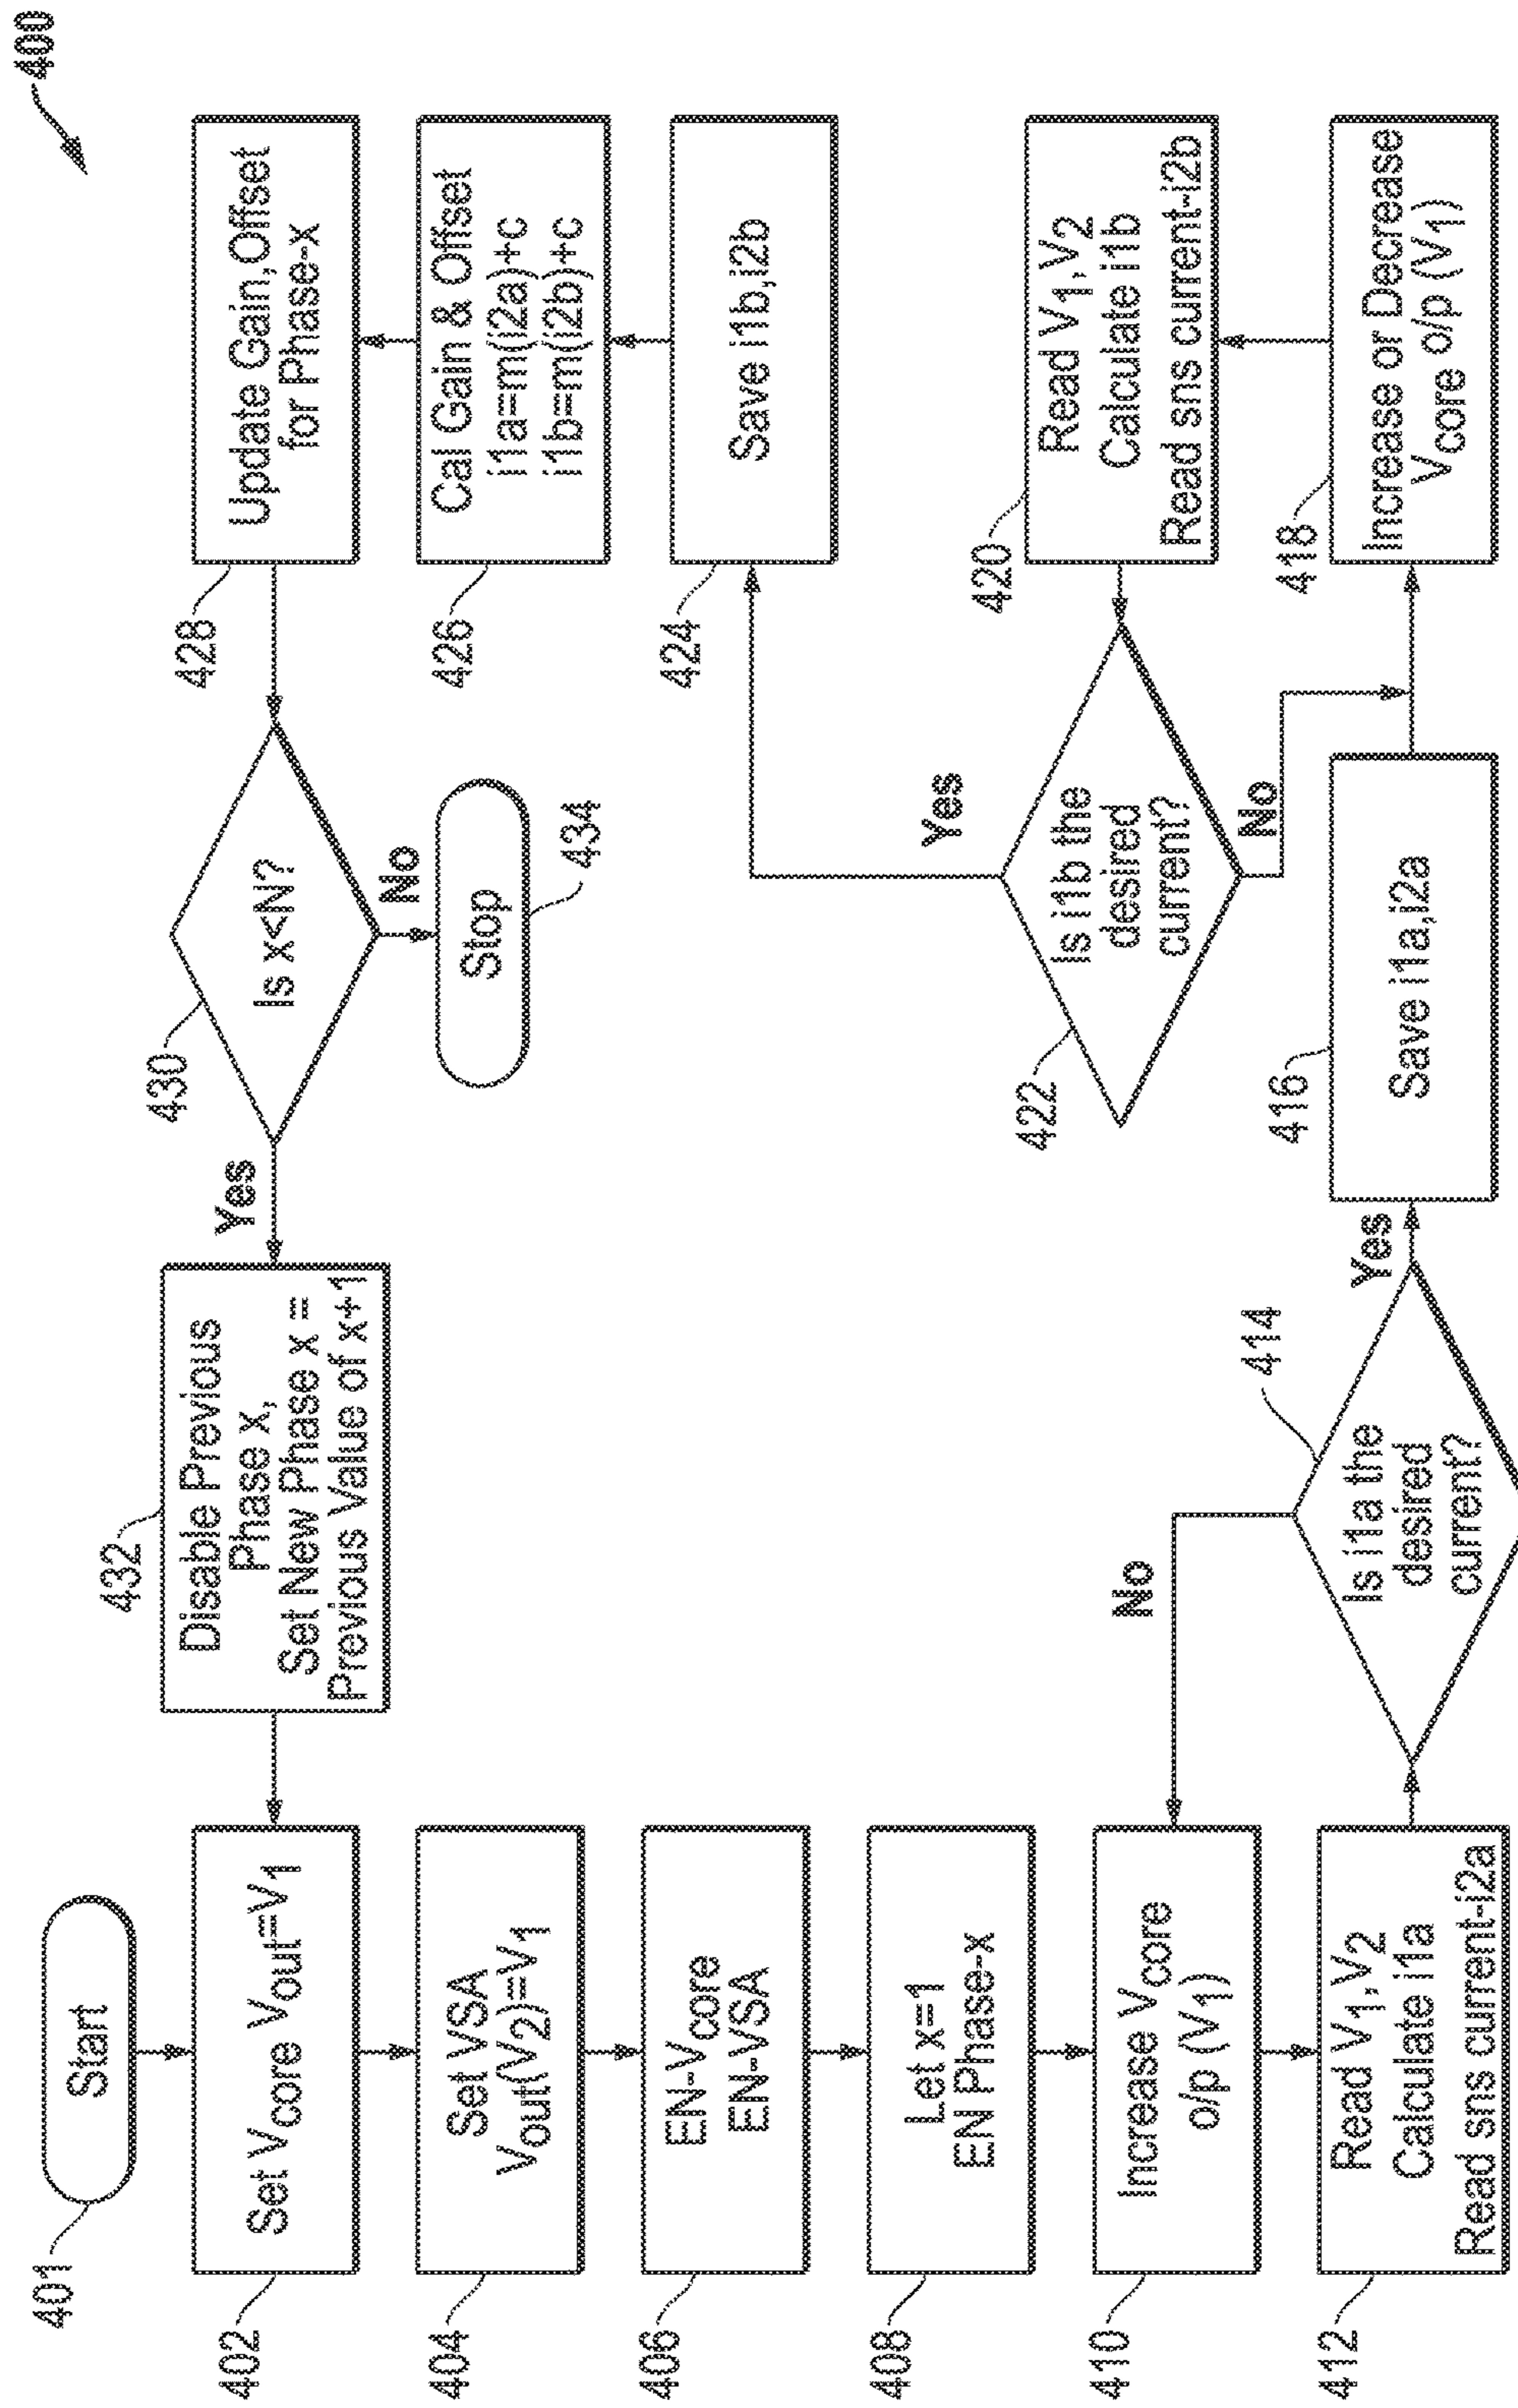 400
Start
401
Set Vcore Vout=V1
402
Set VSA
Vout(V2)=V1
404
EN-Vcore
EN-VSA
406
Let x=1
EN Phase-x
408
Increase Vcore
o/p (V1)
410
Read V1,V2
Calculate i1a
Read sns current-i2a
412
Is i1a the
desired
current?
414
No
Yes
Save i1a,i2a
416
Increase or Decrease
Vcore o/p (V1)
418
Read V1,V2
Calculate i1b
Read sns current-i2b
420
Is i1b the
desired
current?
422
No
Yes
Save i1b,i2b
424
Cal Gain & Offset
i1a=m(i2a)+c
i1b=m(i2b)+c
426
Update Gain,Offset
for Phase-x
428
Is x<N?
430
No
Stop
434
Yes
Disable Previous
Phase x,
Set New Phase x =
Previous Value of x+1
432